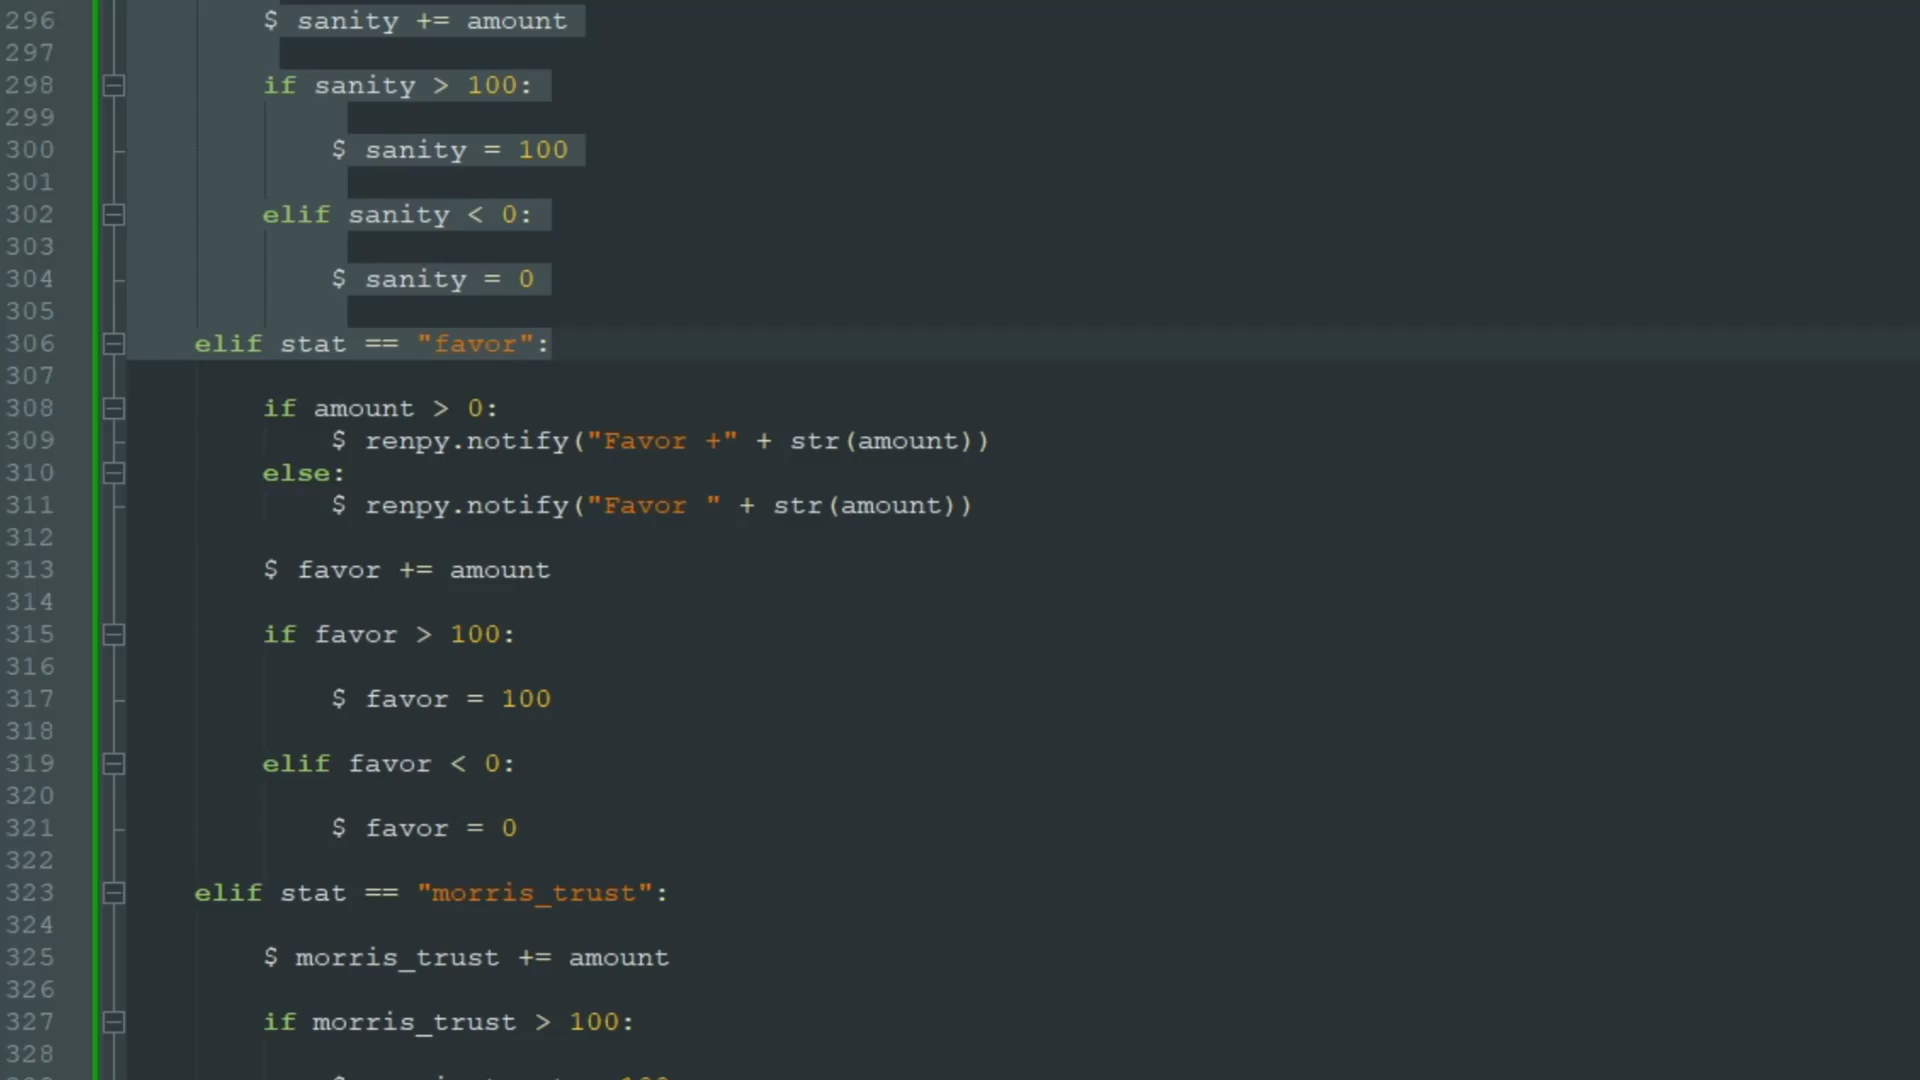 296 $ sanity += amount
297
298 if sanity > 100:
299
300 $ sanity = 100
301
302 elif sanity < 0:
303
304 $ sanity = 0
305
306 elif stat == "favor":
307
308 if amount > 0:
309 $ renpy.notify("Favor +" + str(amount))
310 else:
311 $ renpy.notify("Favor " + str(amount))
312
313 $ favor += amount
314
315 if favor > 100:
316
317 $ favor = 100
318
319 elif favor < 0:
320
321 $ favor = 0
322
323 elif stat == "morris_trust":
324
325 $ morris_trust += amount
326
327 if morris_trust > 100:
328